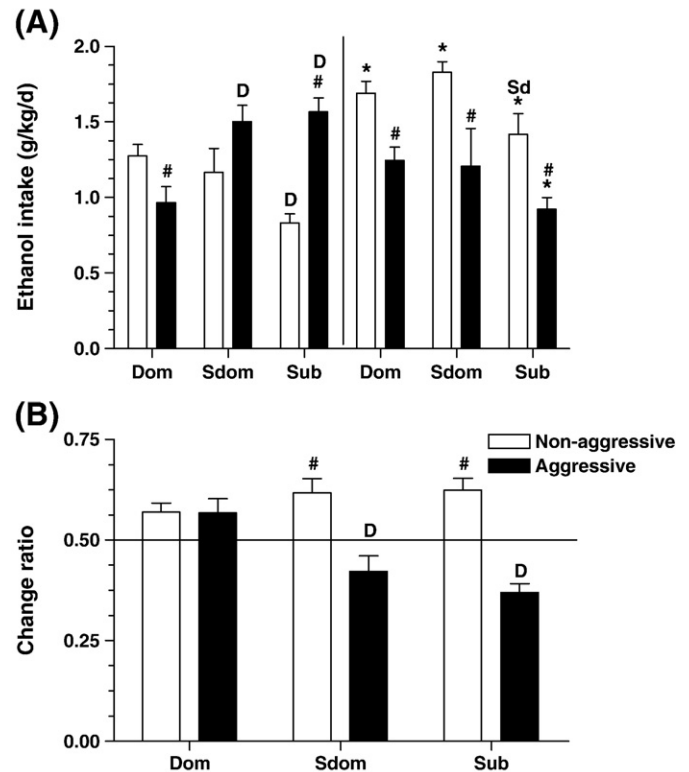 (A)
Ethanol intake (g/kg/d)
2.0
1.5
1.0
0.5
0.0
#
D
D
D
#
*
#
*
#
Sd
*
#
*
Dom Sdom Sub Dom Sdom Sub
(B)
Change ratio
0.75
0.50
0.25
0.00
Non-aggressive
Aggressive
#
D
#
D
Dom Sdom Sub